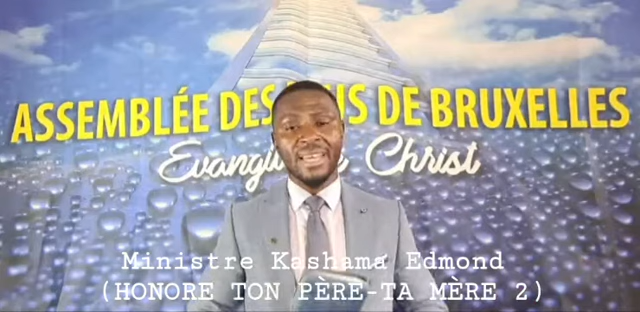 ASSEMBLÉE DES DE BRUXELLES
Christ
Ministre Kashama Edmond
(HONORE TON PÈRE-TA MÈRE 2)